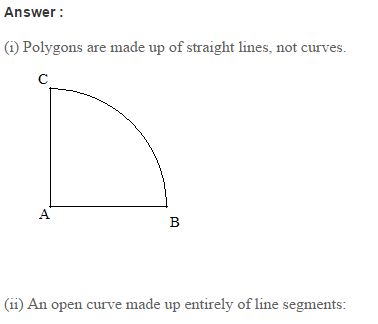 Answer :
(i) Polygons are made up of straight lines, not curves.
C
A
B
(ii) An open curve made up entirely of line segments: